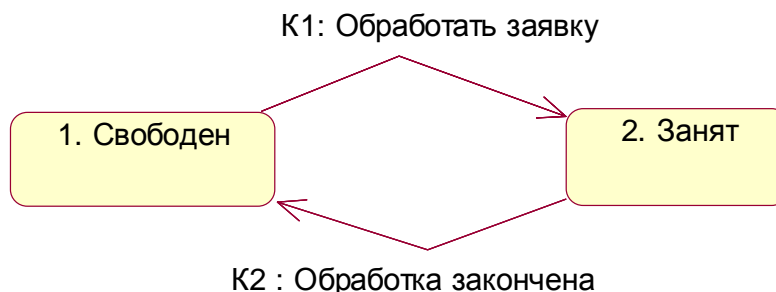 К1: Обработать заявку
1. Свободен
2. Занят
К2 : Обработка закончена